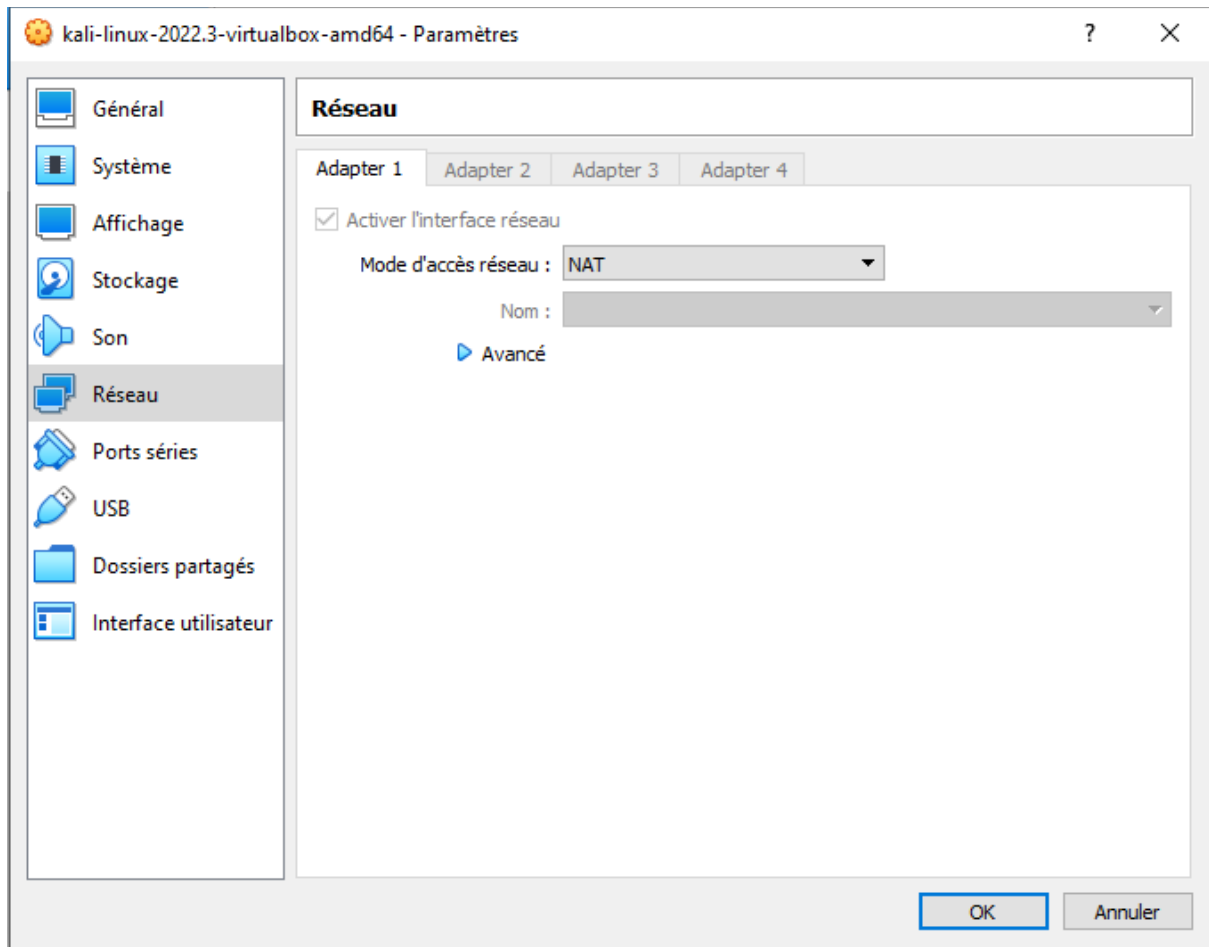 kali-linux-2022.3-virtualbox-amd64 - Paramètres
?
Général
Système
Affichage
Stockage
Son
Réseau
Ports séries
USB
Dossiers partagés
Interface utilisateur
Réseau
Adapter 1 Adapter 2 Adapter 3 Adapter 4
Activer l'interface réseau
Mode d'accès réseau : NAT
Nom :
Avancé
OK Annuler